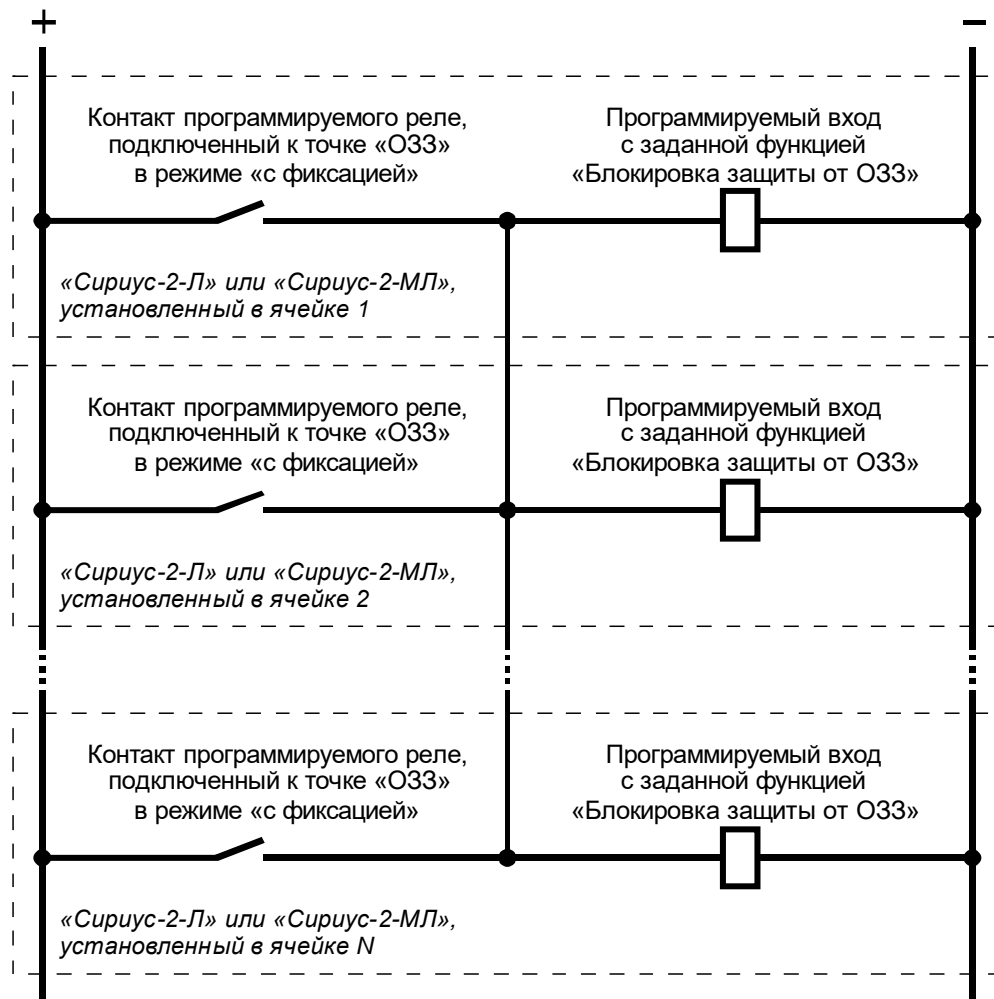 +
–
Контакт программируемого реле,
подключенный к точке «ОЗЗ»
в режиме «с фиксацией»
Программируемый вход
с заданной функцией
«Блокировка защиты от ОЗЗ»
«Сириус-2-Л» или «Сириус-2-МЛ»,
установленный в ячейке 1
Контакт программируемого реле,
подключенный к точке «ОЗЗ»
в режиме «с фиксацией»
Программируемый вход
с заданной функцией
«Блокировка защиты от ОЗЗ»
«Сириус-2-Л» или «Сириус-2-МЛ»,
установленный в ячейке 2
Контакт программируемого реле,
подключенный к точке «ОЗЗ»
в режиме «с фиксацией»
Программируемый вход
с заданной функцией
«Блокировка защиты от ОЗЗ»
«Сириус-2-Л» или «Сириус-2-МЛ»,
установленный в ячейке N